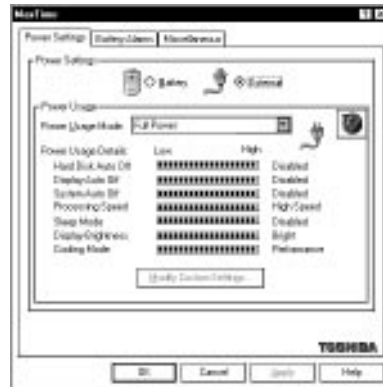 MaxTime
Power Settings Battery Alarm Miscellaneous
Power Setting
Battery External
Power Usage
Power Usage Mode: Full Power
Power Usage Details: Low High
Hard Disk Auto Off Disabled
Display Auto Off Disabled
System Auto Off Disabled
Processing Speed High Speed
Sleep Mode Disabled
Display Brightness Bright
Cooling Mode Performance
Modify Custom Settings...
TOSHIBA
OK Cancel Apply Help